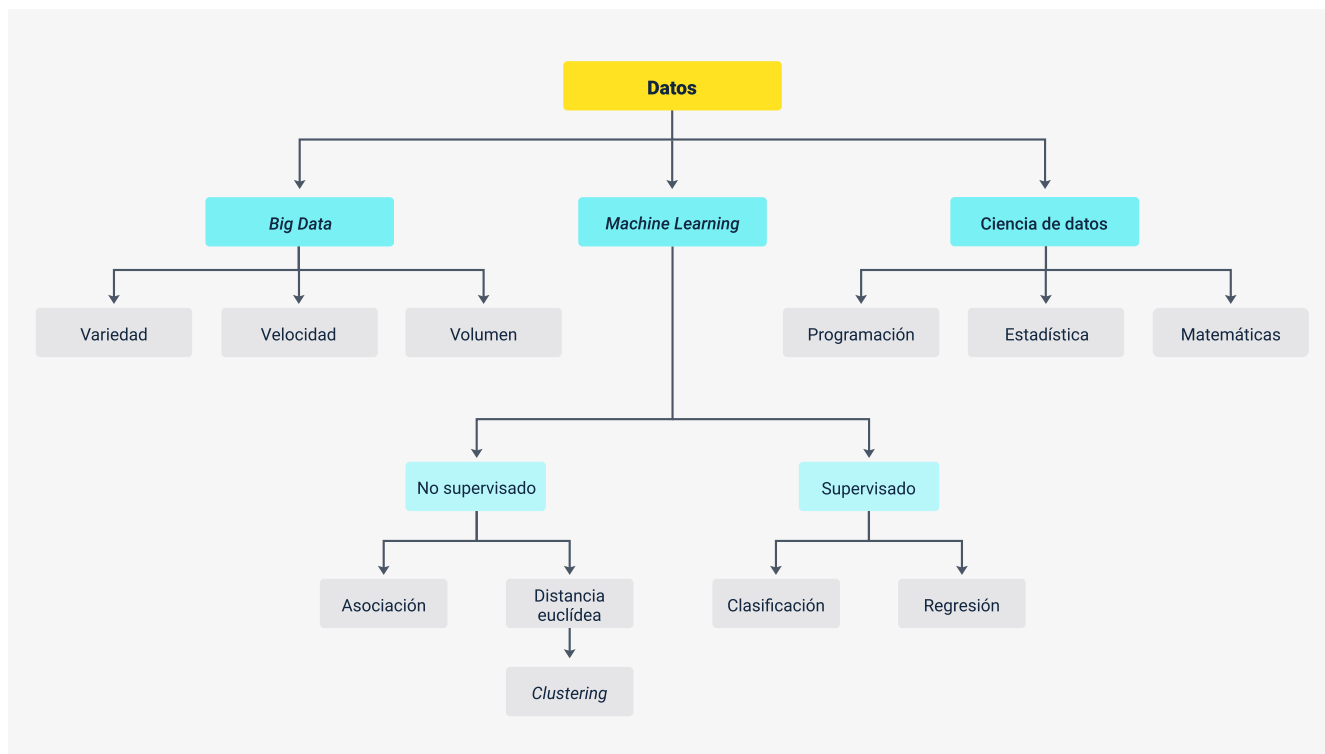 Datos
Big Data
Machine Learning
Ciencia de datos
Variedad
Velocidad
Volumen
Programación
Estadística
Matemáticas
No supervisado
Supervisado
Asociación
Distancia
euclídea
Clasificación
Regresión
Clustering